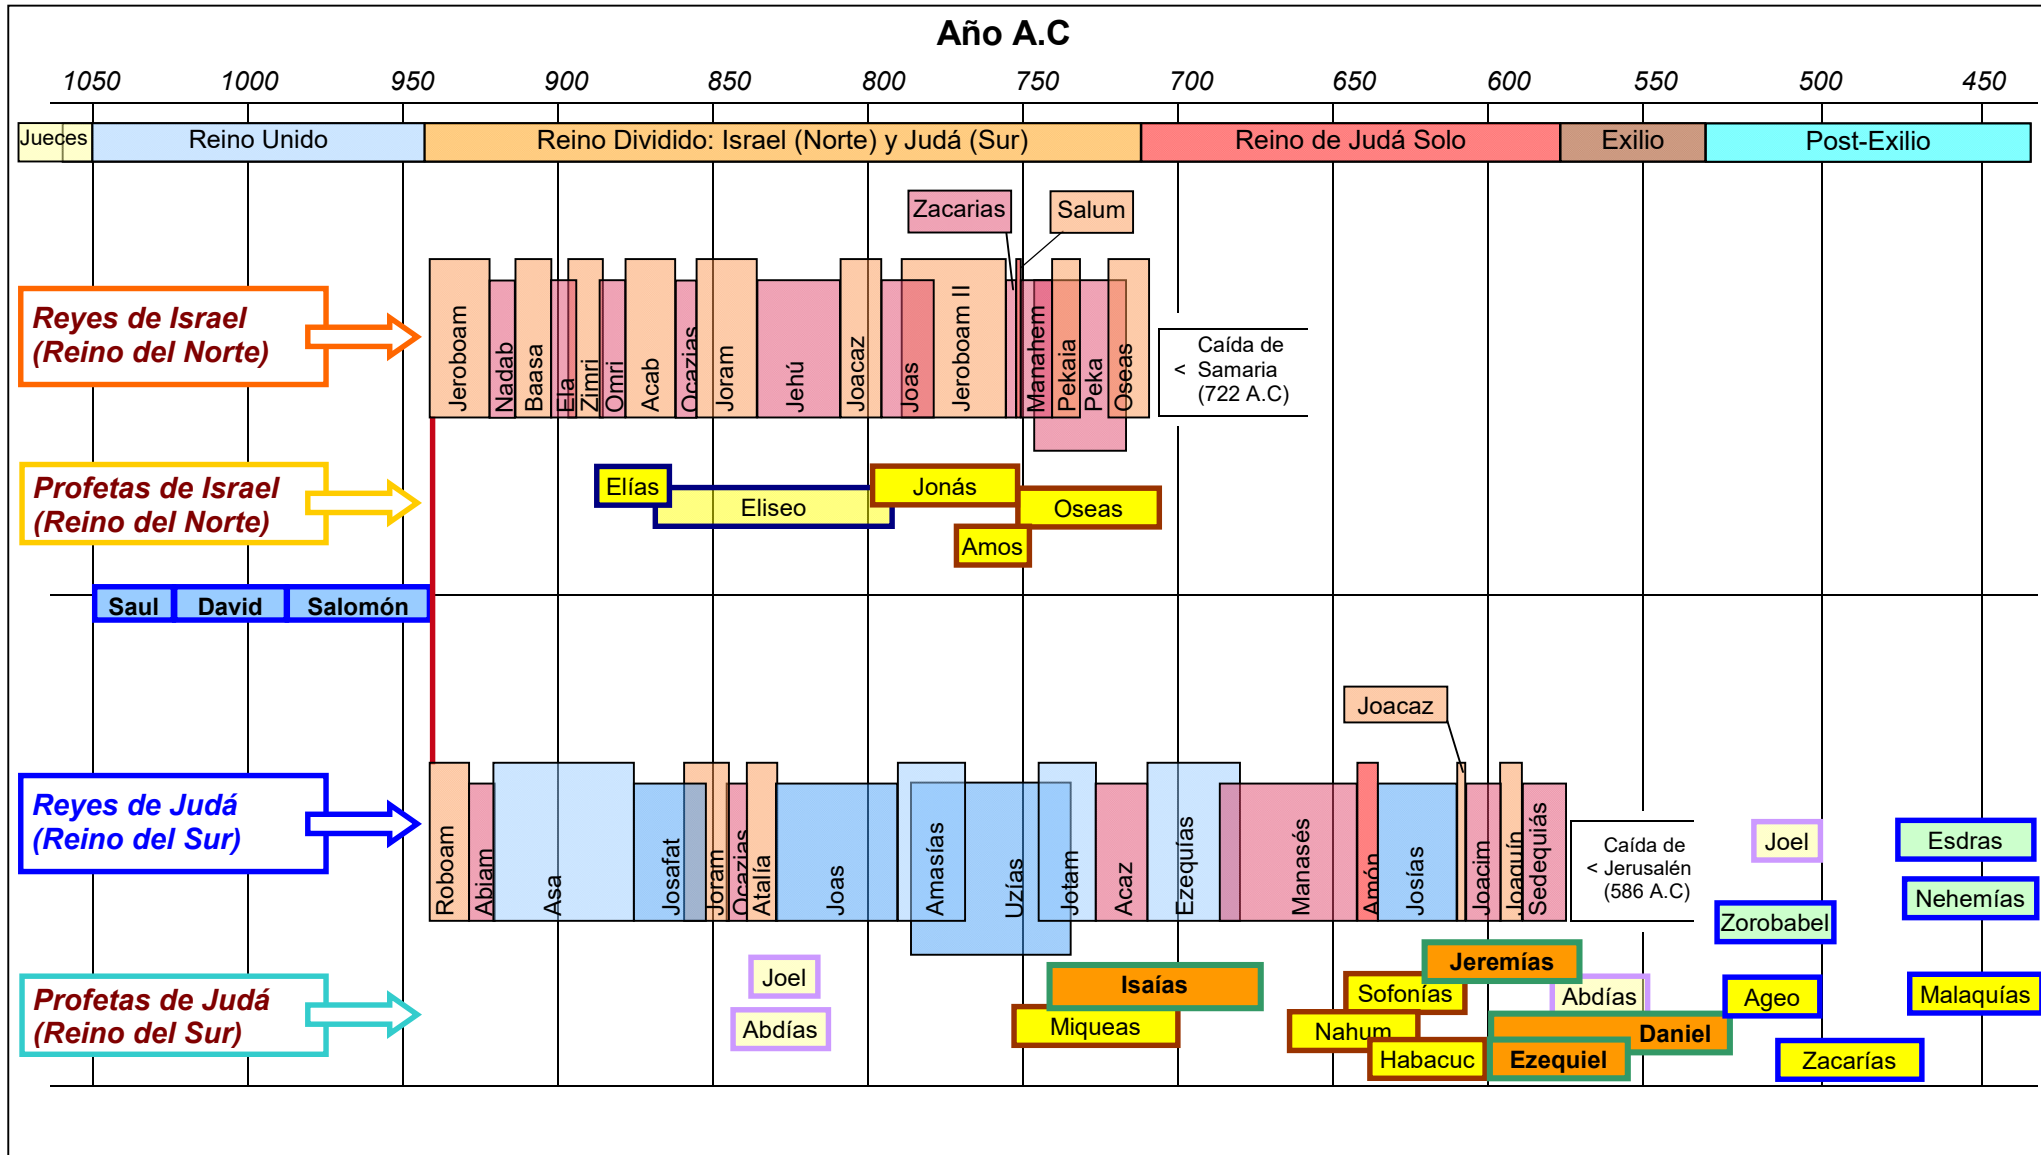 Año A.C
1050 1000 950 900 850 800 750 700 650 600 550 500 450
Jueces Reino Unido Reino Dividido: Israel (Norte) y Judá (Sur) Reino de Judá Solo Exilio Post-Exilio
Zacarias Salum
Reyes de Israel
(Reino del Norte)
Jeroboam
Nadab
Baasa
Ela
Zimri
Omri
Acab
Ocazias
Joram
Jehú
Joacaz
Joas
Jeroboam II
Manahem
Pekaia
Peka
Oseas
Caída de
< Samaria
(722 A.C)
Profetas de Israel
(Reino del Norte)
Elías
Eliseo
Jonás
Oseas
Amos
Saul David Salomón
Joacaz
Reyes de Judá
(Reino del Sur)
Roboam
Abiam
Asa
Josafat
Joram
Ocazias
Atalía
Joas
Amasías
Uzías
Jotam
Acaz
Ezequías
Manasés
Amón
Josías
Joacim
Joaquín
Sedequiás
Caída de
< Jerusalén
(586 A.C)
Joel
Esdras
Nehemías
Zorobabel
Profetas de Judá
(Reino del Sur)
Joel
Abdías
Isaías
Miqueas
Jeremías
Sofonías
Nahum
Habacuc
Abdías
Daniel
Ezequiel
Ageo
Malaquías
Zacarías